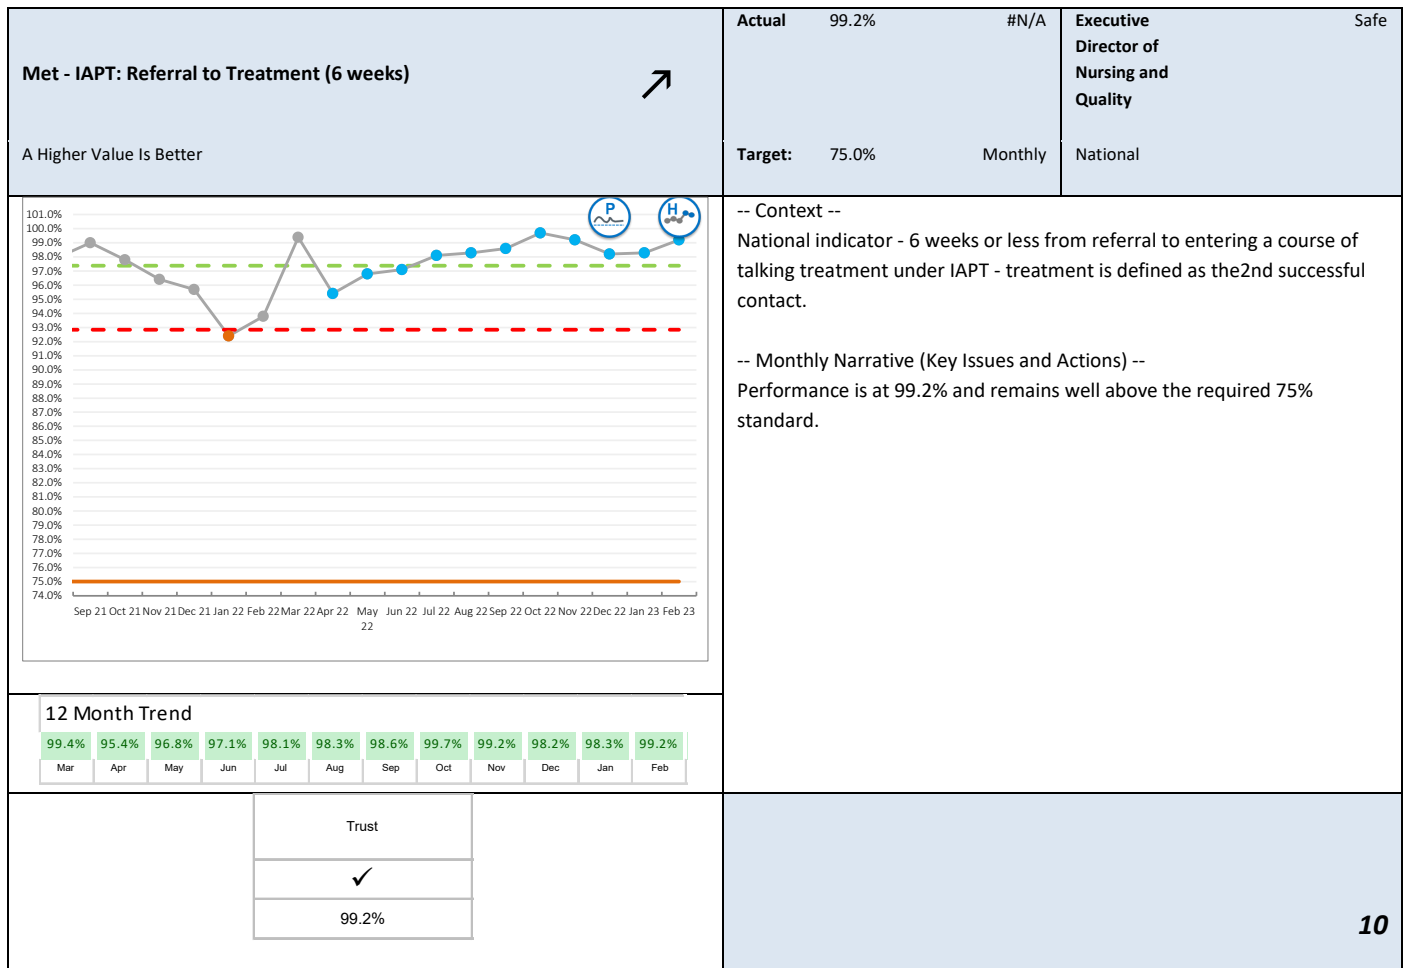 Met - IAPT: Referral to Treatment (6 weeks)
A Higher Value Is Better
Actual 99.2% #N/A
Target: 75.0% Monthly
Executive
Director of
Nursing and
Quality
Safe
National
P
H
101.0%
100.0%
99.0%
98.0%
97.0%
96.0%
95.0%
94.0%
93.0%
92.0%
91.0%
90.0%
89.0%
88.0%
87.0%
86.0%
85.0%
84.0%
83.0%
82.0%
81.0%
80.0%
79.0%
78.0%
77.0%
76.0%
75.0%
74.0%
Sep 21 Oct 21 Nov 21 Dec 21 Jan 22 Feb 22 Mar 22 Apr 22 May 22 Jun 22 Jul 22 Aug 22 Sep 22 Oct 22 Nov 22 Dec 22 Jan 23 Feb 23
-- Context --
National indicator - 6 weeks or less from referral to entering a course of
talking treatment under IAPT - treatment is defined as the2nd successful
contact.
-- Monthly Narrative (Key Issues and Actions) --
Performance is at 99.2% and remains well above the required 75%
standard.
12 Month Trend
99.4% 95.4% 96.8% 97.1% 98.1% 98.3% 98.6% 99.7% 99.2% 98.2% 98.3% 99.2%
Mar Apr May Jun Jul Aug Sep Oct Nov Dec Jan Feb
Trust
✓
99.2%
10